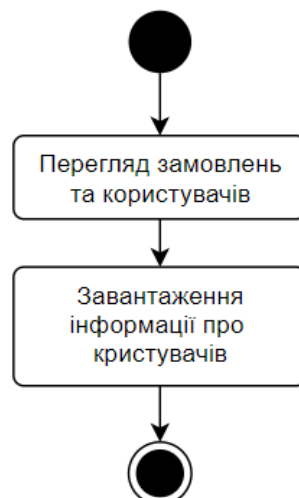 Перегляд замовлень
та користувачів
Завантаження
інформації про
кристувачів